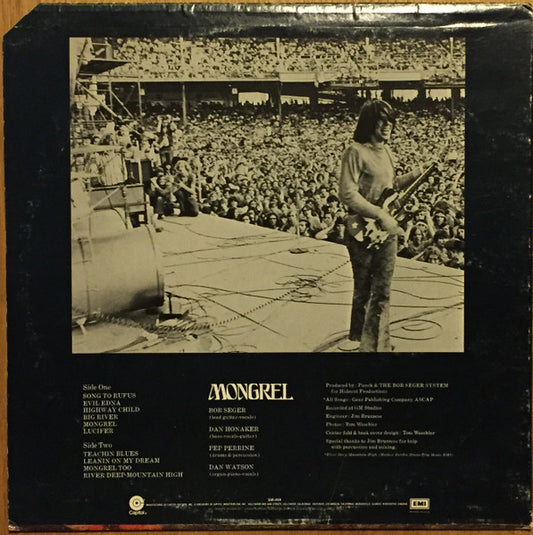 Side One
SONG TO RUFUS
EVIL EDNA
HIGHWAY CHILD
BIG RIVER
MONGREL
LUCIFER
Side Two
TEACHIN BLUES
LEANIN ON MY DREAM
MONGREL TOO
RIVER DEEP-MOUNTAIN HIGH
MONGREL
BOB SEGER
(lead guitar-vocals)
DAN HONAKER
(bass-vocals-guitar)
PEP PERRINE
(drums & percussion)
DAN WATSON
(organ-piano-vocals)
Produced by : Punch & THE BOB SEGER SYSTEM
for Hideout Productions
*All Songs : Gear Publishing Company ASCAP
Recorded at GM Studios
Engineer : Jim Bruzzese
Photos : Tom Weschler
Center fold & back cover design : Tom Weschler
Special thanks to Jim Bruzzese for help
with percussion and mixing.
Capitol
EMI